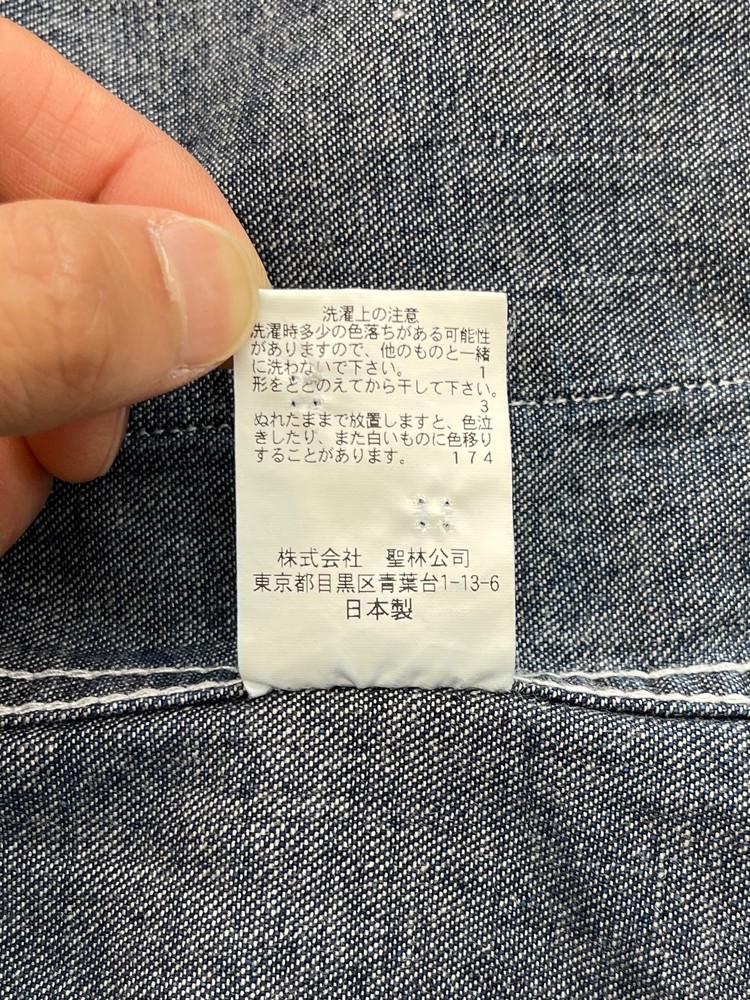 洗濯上の注意
洗濯時多少の色落ちがある可能性
がありますので、他のものと一緒
に洗わないで下さい。 1
形をととのえてから干して下さい。
3
ぬれたままで放置しますと、色泣
きしたり、また白いものに色移り
することがあります。 174
株式会社 聖林公司
東京都目黒区青葉台1-13-6
日本製